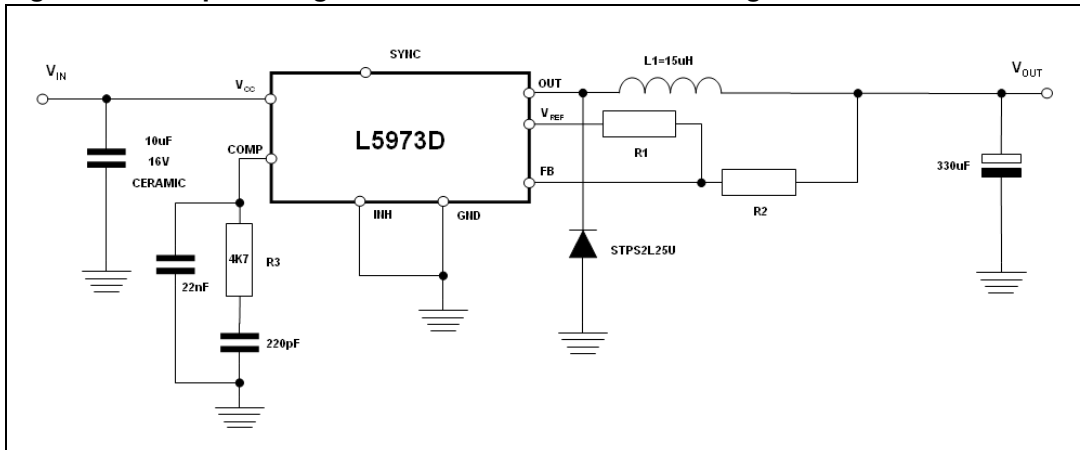 SYNC
L1=15uH
V_IN
V_CC
OUT
V_OUT
V_REF
L5973D
10uF
16V
CERAMIC
COMP
R1
FB
330uF
R2
INH
GND
4K7
R3
STPS2L25U
22nF
220pF